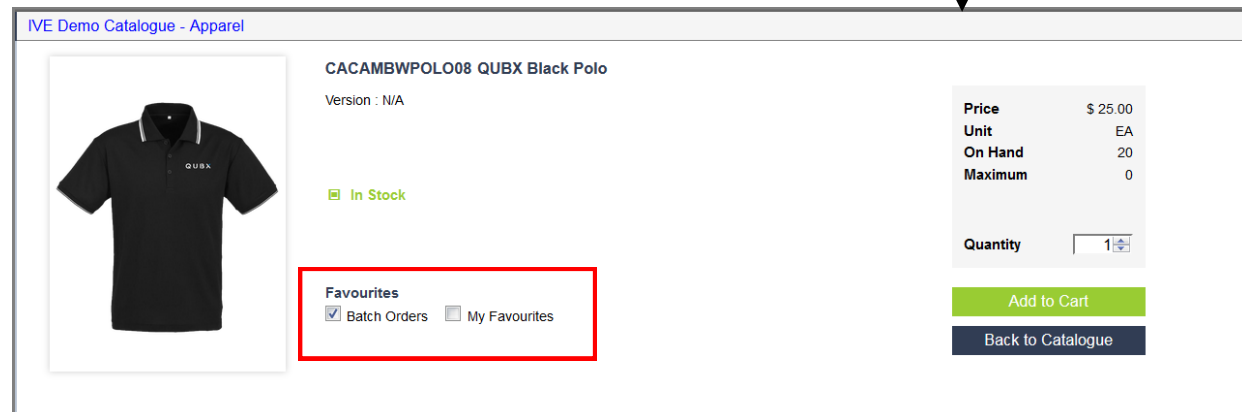 IVE Demo Catalogue - Apparel
CACAMBWPOLO08 QUBX Black Polo
Version : N/A
QUBX
In Stock
Favourites
Batch Orders My Favourites
Price $ 25.00
Unit EA
On Hand 20
Maximum 0
Quantity 1
Add to Cart
Back to Catalogue